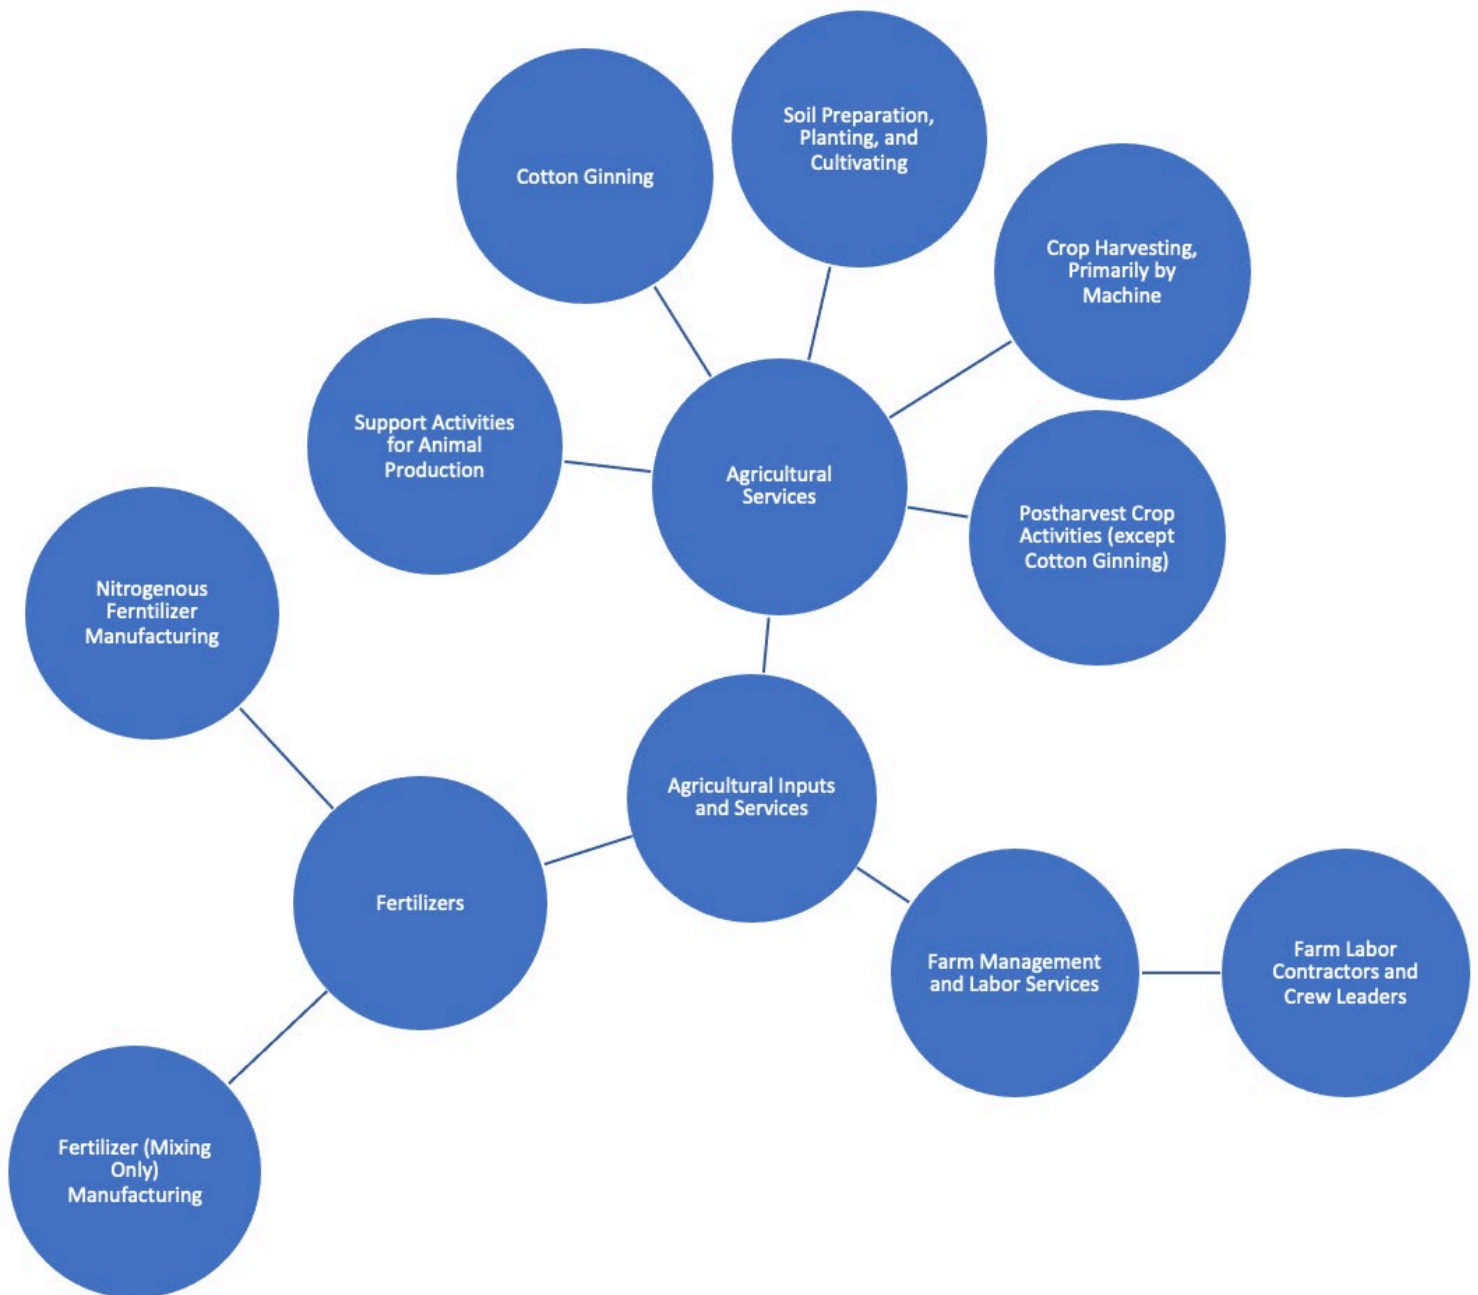 Soil Preparation,
Planting, and
Cultivating
Cotton Ginning
Crop Harvesting,
Primarily by
Machine
Support Activities
for Animal
Production
Agricultural
Services
Postharvest Crop
Activities (except
Cotton Ginning)
Nitrogenous
Ferntilizer
Manufacturing
Agricultural Inputs
and Services
Fertilizers
Farm Management
and Labor Services
Farm Labor
Contractors and
Crew Leaders
Fertilizer (Mixing
Only)
Manufacturing